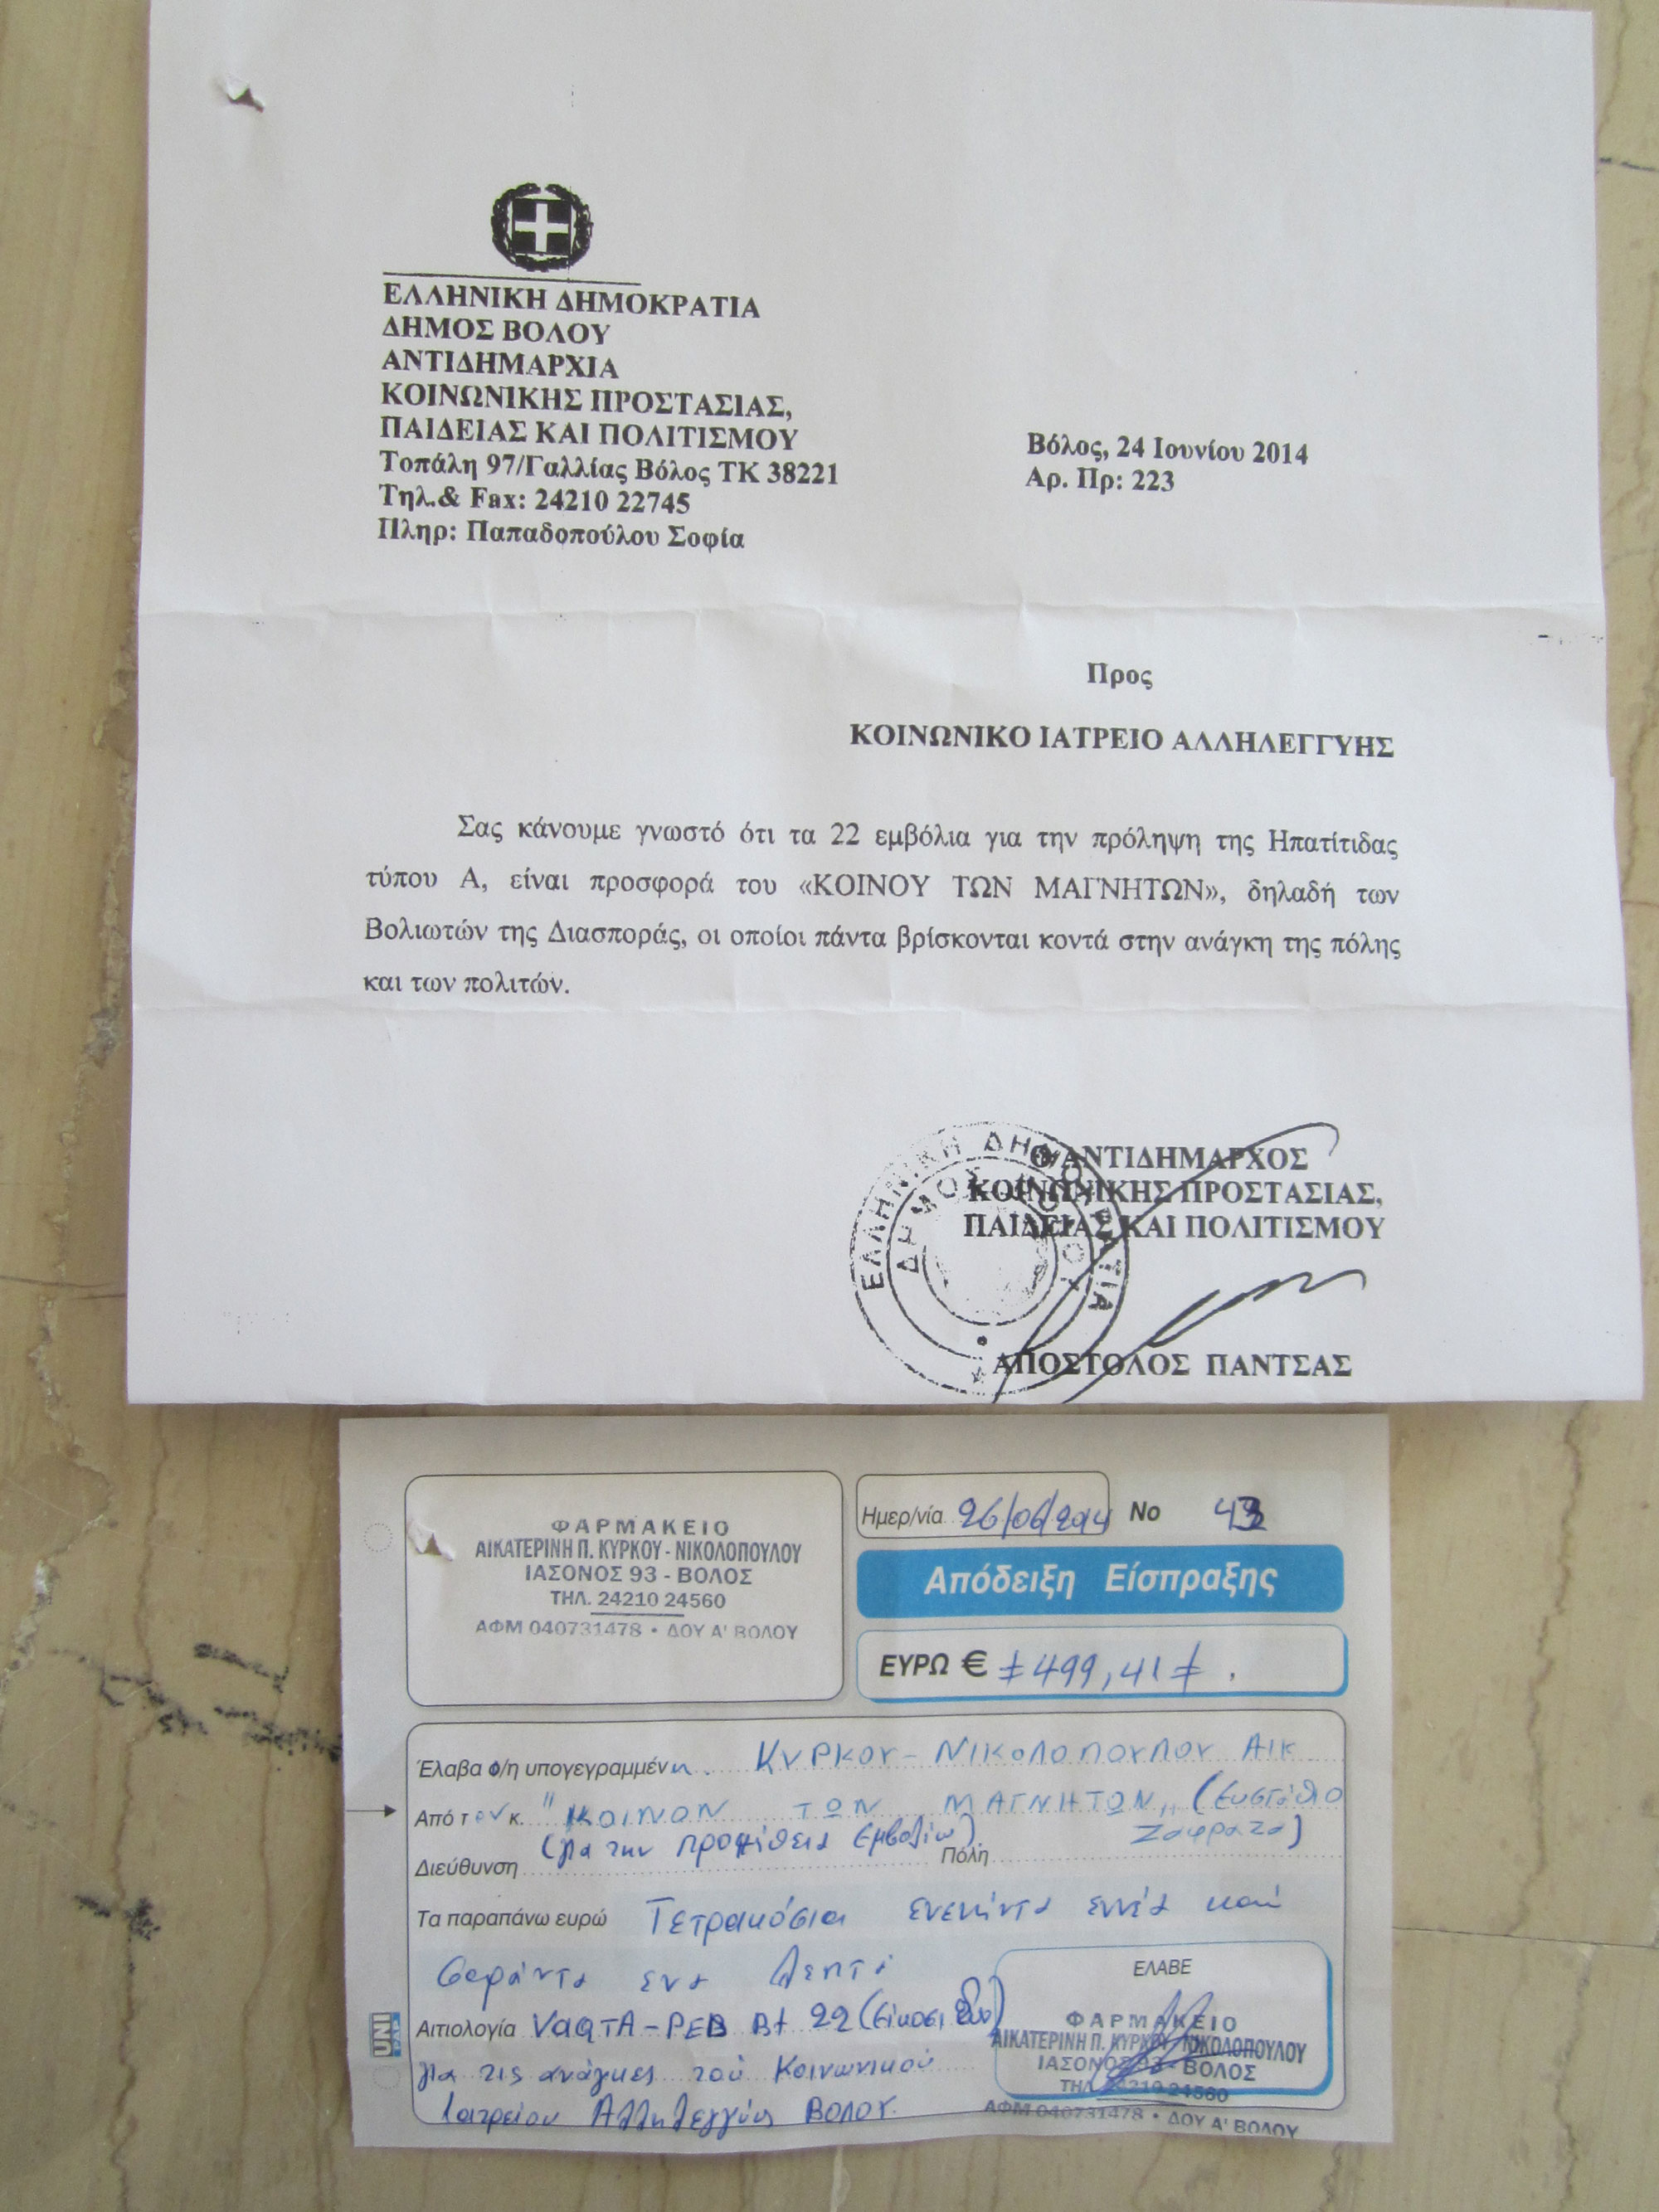 ΕΛΛΗΝΙΚΗ ΔΗΜΟΚΡΑΤΙΑ
ΔΗΜΟΣ ΒΟΛΟΥ
ΑΝΤΙΔΗΜΑΡΧΙΑ
ΚΟΙΝΩΝΙΚΗΣ ΠΡΟΣΤΑΣΙΑΣ,
ΠΑΙΔΕΙΑΣ ΚΑΙ ΠΟΛΙΤΙΣΜΟΥ
Τοπάλη 97/Γαλλίας Βόλος ΤΚ 38221
Τηλ.& Fax: 24210 22745
Πληρ: Παπαδοπούλου Σοφία
Βόλος, 24 Ιουνίου 2014
Αρ. Πρ: 223
Προς
ΚΟΙΝΩΝΙΚΟ ΙΑΤΡΕΙΟ ΑΛΛΗΛΕΓΓΥΗΣ
Σας κάνουμε γνωστό ότι τα 22 εμβόλια για την πρόληψη της Ηπατίτιδας
τύπου Α, είναι προσφορά του «ΚΟΙΝΟΥ ΤΩΝ ΜΑΓΝΗΤΩΝ», δηλαδή των
Βολιωτών της Διασποράς, οι οποίοι πάντα βρίσκονται κοντά στην ανάγκη της πόλης
και των πολιτών.
ΕΛΛΗΝΙΚΗ ΔΗΜΟΚΡΑΤΙΑ
ΔΗΜΟΣ ΒΟΛΟΥ
Ο ΑΝΤΙΔΗΜΑΡΧΟΣ
ΚΟΙΝΩΝΙΚΗΣ ΠΡΟΣΤΑΣΙΑΣ,
ΠΑΙΔΕΙΑΣ ΚΑΙ ΠΟΛΙΤΙΣΜΟΥ
ΑΠΟΣΤΟΛΟΣ ΠΑΝΤΣΑΣ
ΦΑΡΜΑΚΕΙΟ
ΑΙΚΑΤΕΡΙΝΗ Π. ΚΥΡΚΟΥ - ΝΙΚΟΛΟΠΟΥΛΟΥ
ΙΑΣΟΝΟΣ 93 - ΒΟΛΟΣ
ΤΗΛ. 24210 24560
ΑΦΜ 040731478 • ΔΟΥ Α' ΒΟΛΟΥ
Ημερ/νία 26/06/2014 No 43
Απόδειξη Είσπραξης
ΕΥΡΩ € ≠499,41≠.
Έλαβα ο/η υπογεγραμμένη. ΚΥΡΚΟΥ - ΝΙΚΟΛΟΠΟΥΛΟΥ ΑΙΚ
Από τον κ. "ΚΟΙΝΟΝ ΤΩΝ ΜΑΓΝΗΤΩΝ" (Ευστάθιο
Ζαφράτα)
(για την προμήθεια εμβολίων)
Διεύθυνση Πόλη
Τα παραπάνω ευρώ Τετρακόσια ενενήντα εννέα και
σαράντα ένα λεπτά
Αιτιολογία VAQTA-PED Bt 22 (είκοσι δύο)
για τις ανάγκες του Κοινωνικού
Ιατρείου Αλληλεγγύης ΒΟΛΟΥ.
ΕΛΑΒΕ
ΦΑΡΜΑΚΕΙΟ
ΑΙΚΑΤΕΡΙΝΗ Π. ΚΥΡΚΟΥ - ΝΙΚΟΛΟΠΟΥΛΟΥ
ΙΑΣΟΝΟΣ 93 - ΒΟΛΟΣ
ΤΗΛ. 24210 24560
ΑΦΜ 040731478 • ΔΟΥ Α' ΒΟΛΟΥ
UNI